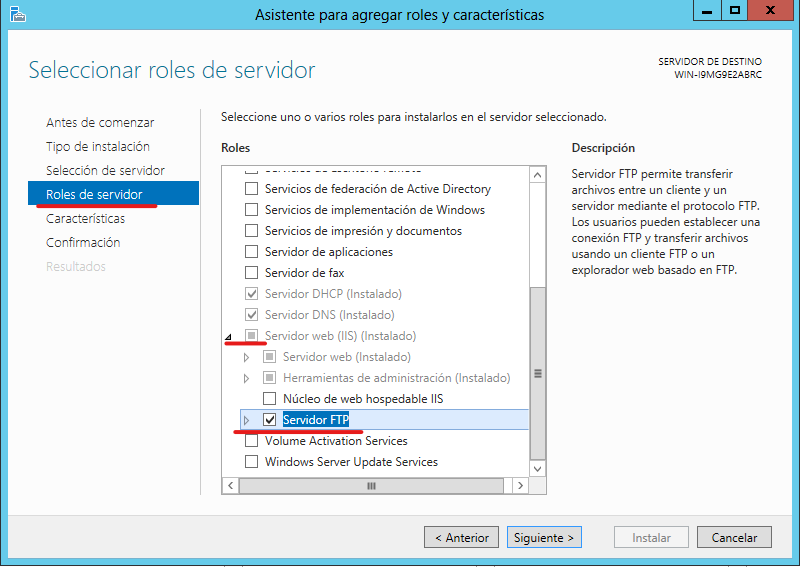 Asistente para agregar roles y características
Seleccionar roles de servidor
SERVIDOR DE DESTINO
WIN-I9MG9E2ABRC
Antes de comenzar
Tipo de instalación
Selección de servidor
Roles de servidor
Características
Confirmación
Resultados
Seleccione uno o varios roles para instalarlos en el servidor seleccionado.
Roles
Servicios de escritorio remoto
Servicios de federación de Active Directory
Servicios de implementación de Windows
Servicios de impresión y documentos
Servidor de aplicaciones
Servidor de fax
Servidor DHCP (Instalado)
Servidor DNS (Instalado)
Servidor web (IIS) (Instalado)
Servidor web (Instalado)
Herramientas de administración (Instalado)
Núcleo de web hospedable IIS
Servidor FTP
Volume Activation Services
Windows Server Update Services
Descripción
Servidor FTP permite transferir
archivos entre un cliente y un
servidor mediante el protocolo FTP.
Los usuarios pueden establecer una
conexión FTP y transferir archivos
usando un cliente FTP o un
explorador web basado en FTP.
< Anterior
Siguiente >
Instalar
Cancelar